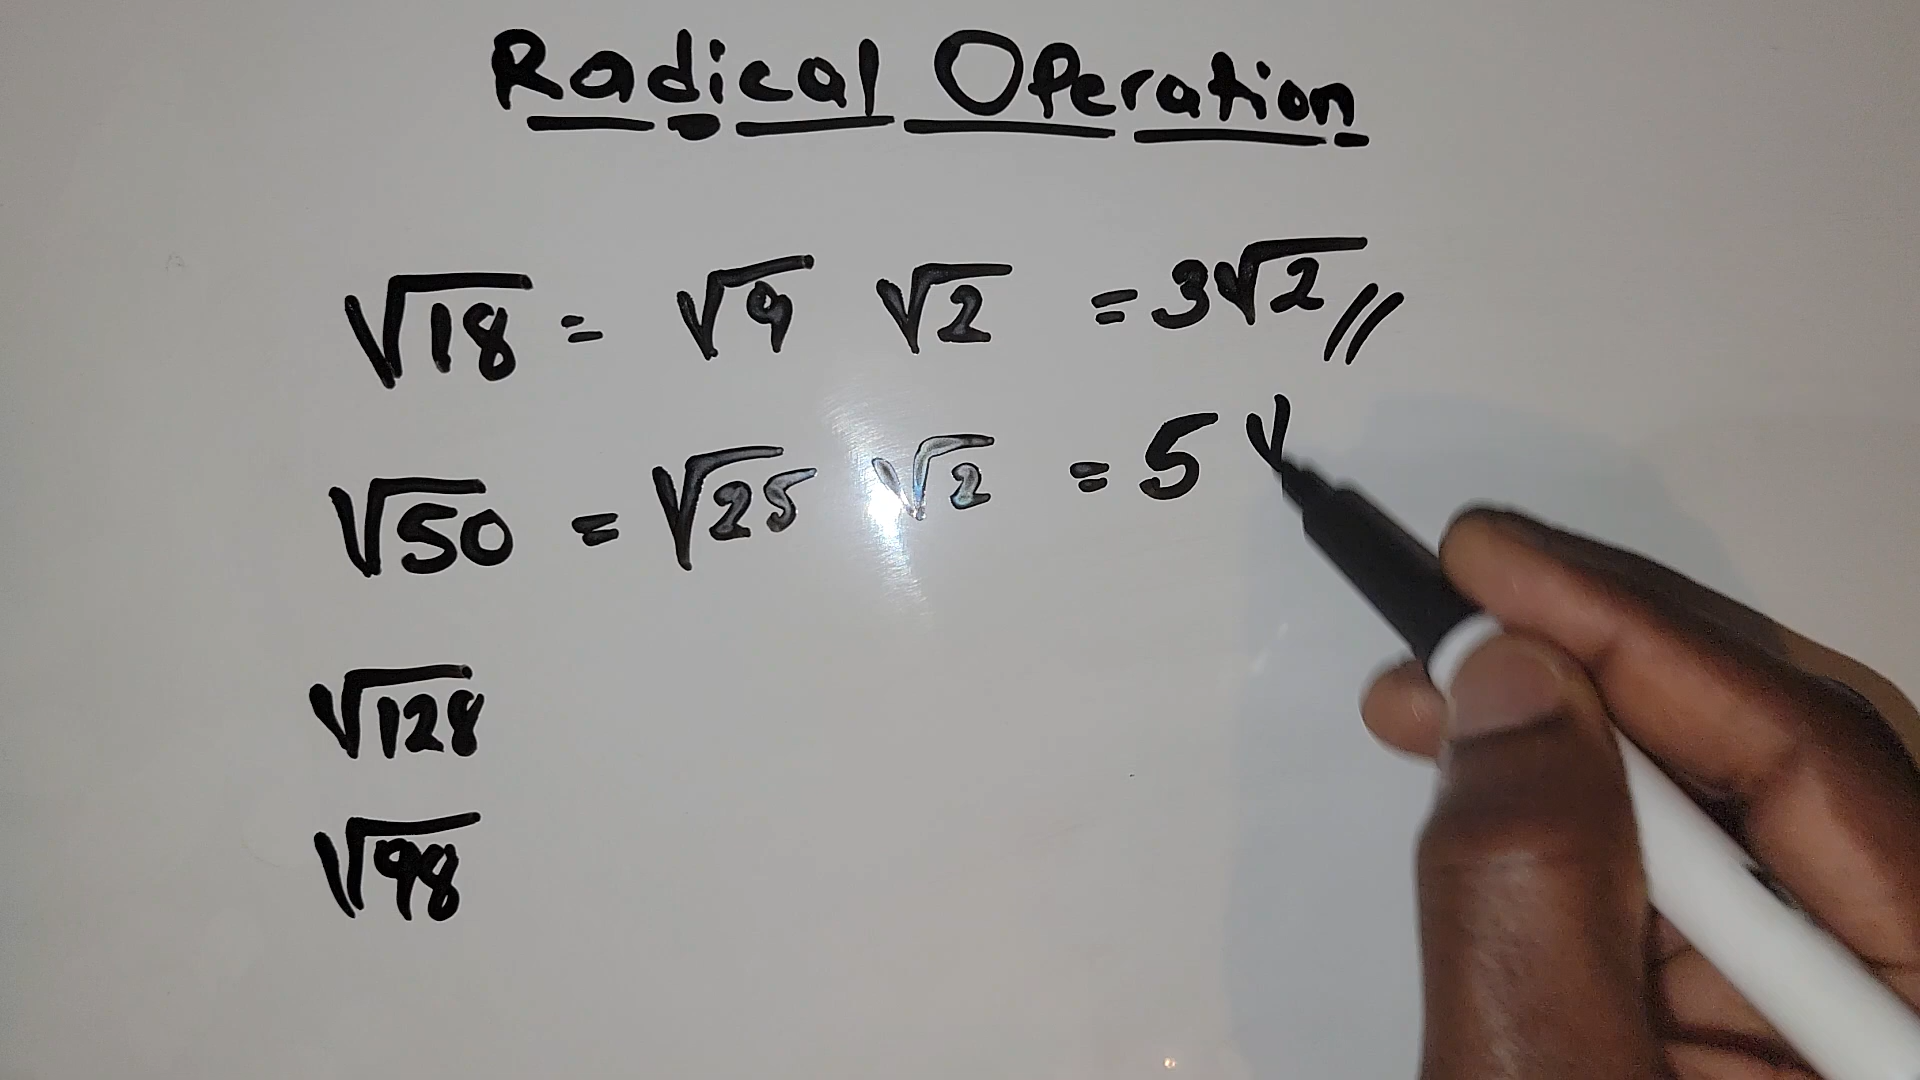 Radical Operation
√18 = √9 √2 = 3√2 //
√50 = √25 √2 = 5 √
√128
√98